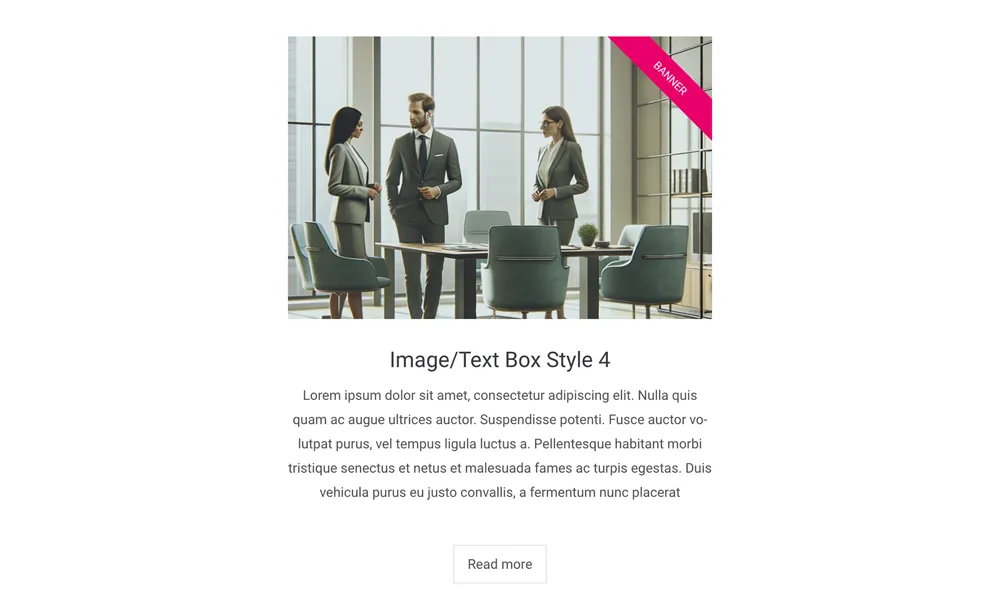 BANNER
Image/Text Box Style 4
Lorem ipsum dolor sit amet, consectetur adipiscing elit. Nulla quis
quam ac augue ultrices auctor. Suspendisse potenti. Fusce auctor vo-
lutpat purus, vel tempus ligula luctus a. Pellentesque habitant morbi
tristique senectus et netus et malesuada fames ac turpis egestas. Duis
vehicula purus eu justo convallis, a fermentum nunc placerat
Read more